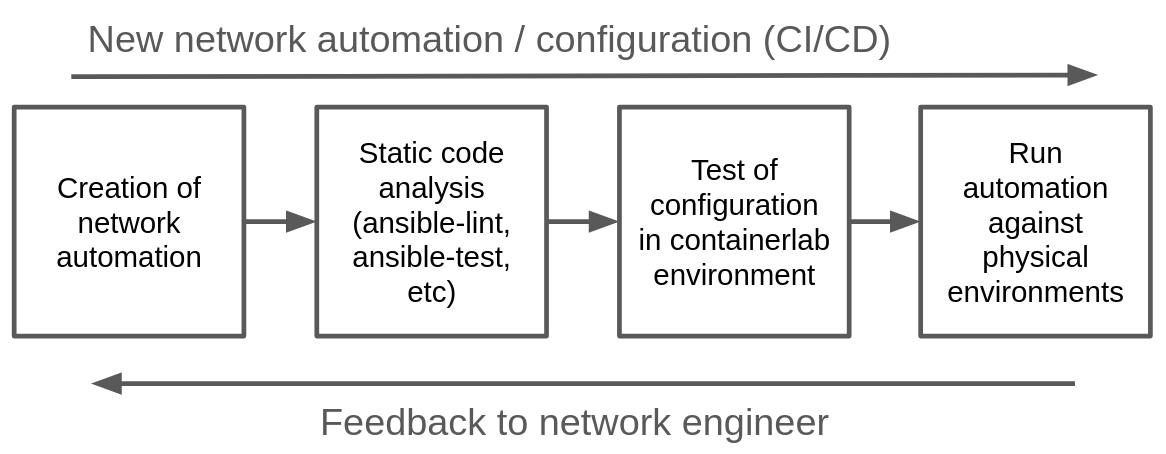 New network automation / configuration (CI/CD)
Creation of
network
automation
Static code
analysis
(ansible-lint,
ansible-test,
etc)
Test of
configuration
in containerlab
environment
Run
automation
against
physical
environments
Feedback to network engineer